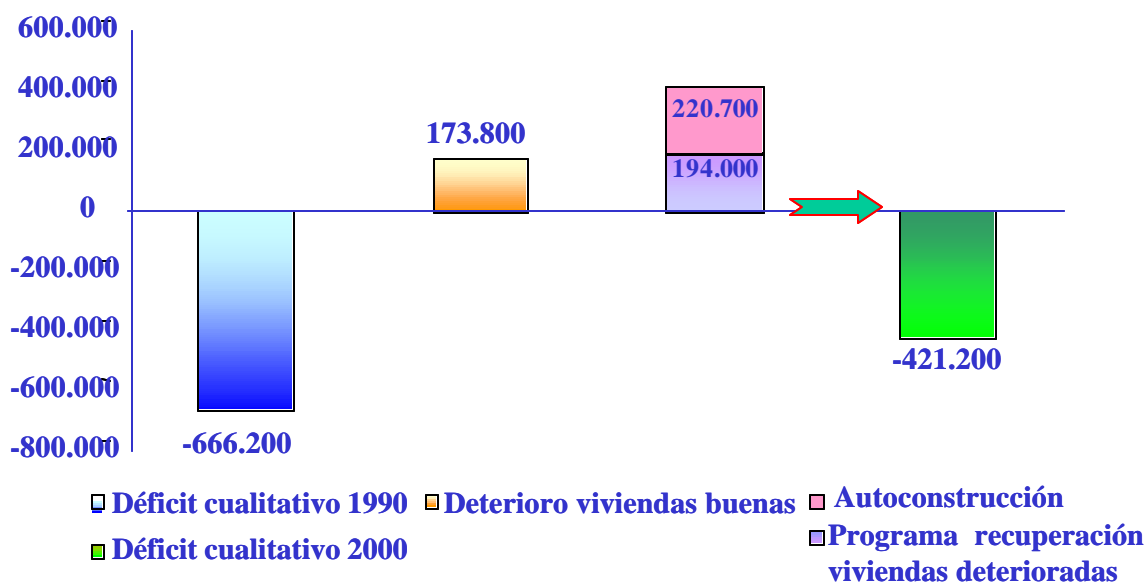 600.000
400.000
200.000
0
-200.000
-400.000
-600.000
-800.000
173.800
220.700
194.000
-421.200
-666.200
Déficit cualitativo 1990
Deterioro viviendas buenas
Autoconstrucción
Déficit cualitativo 2000
Programa recuperación
viviendas deterioradas